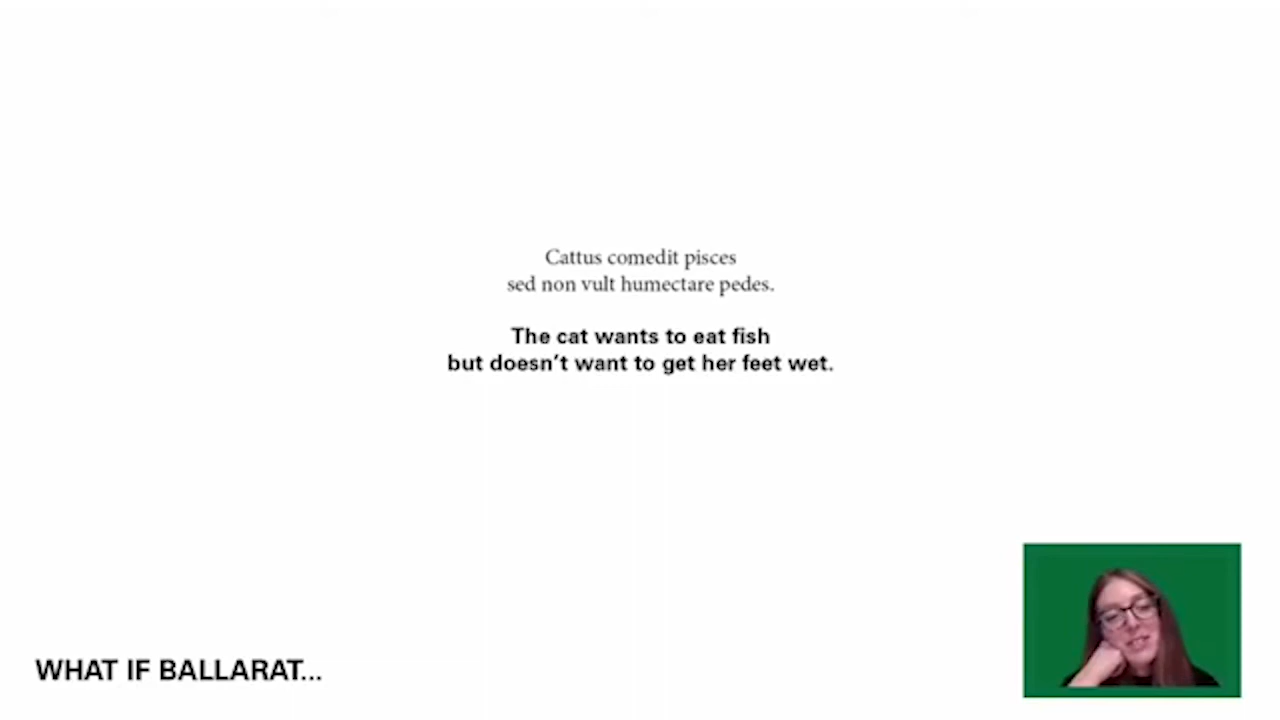 Cattus comedit pisces
sed non vult humectare pedes.
The cat wants to eat fish
but doesn't want to get her feet wet.
WHAT IF BALLARAT...